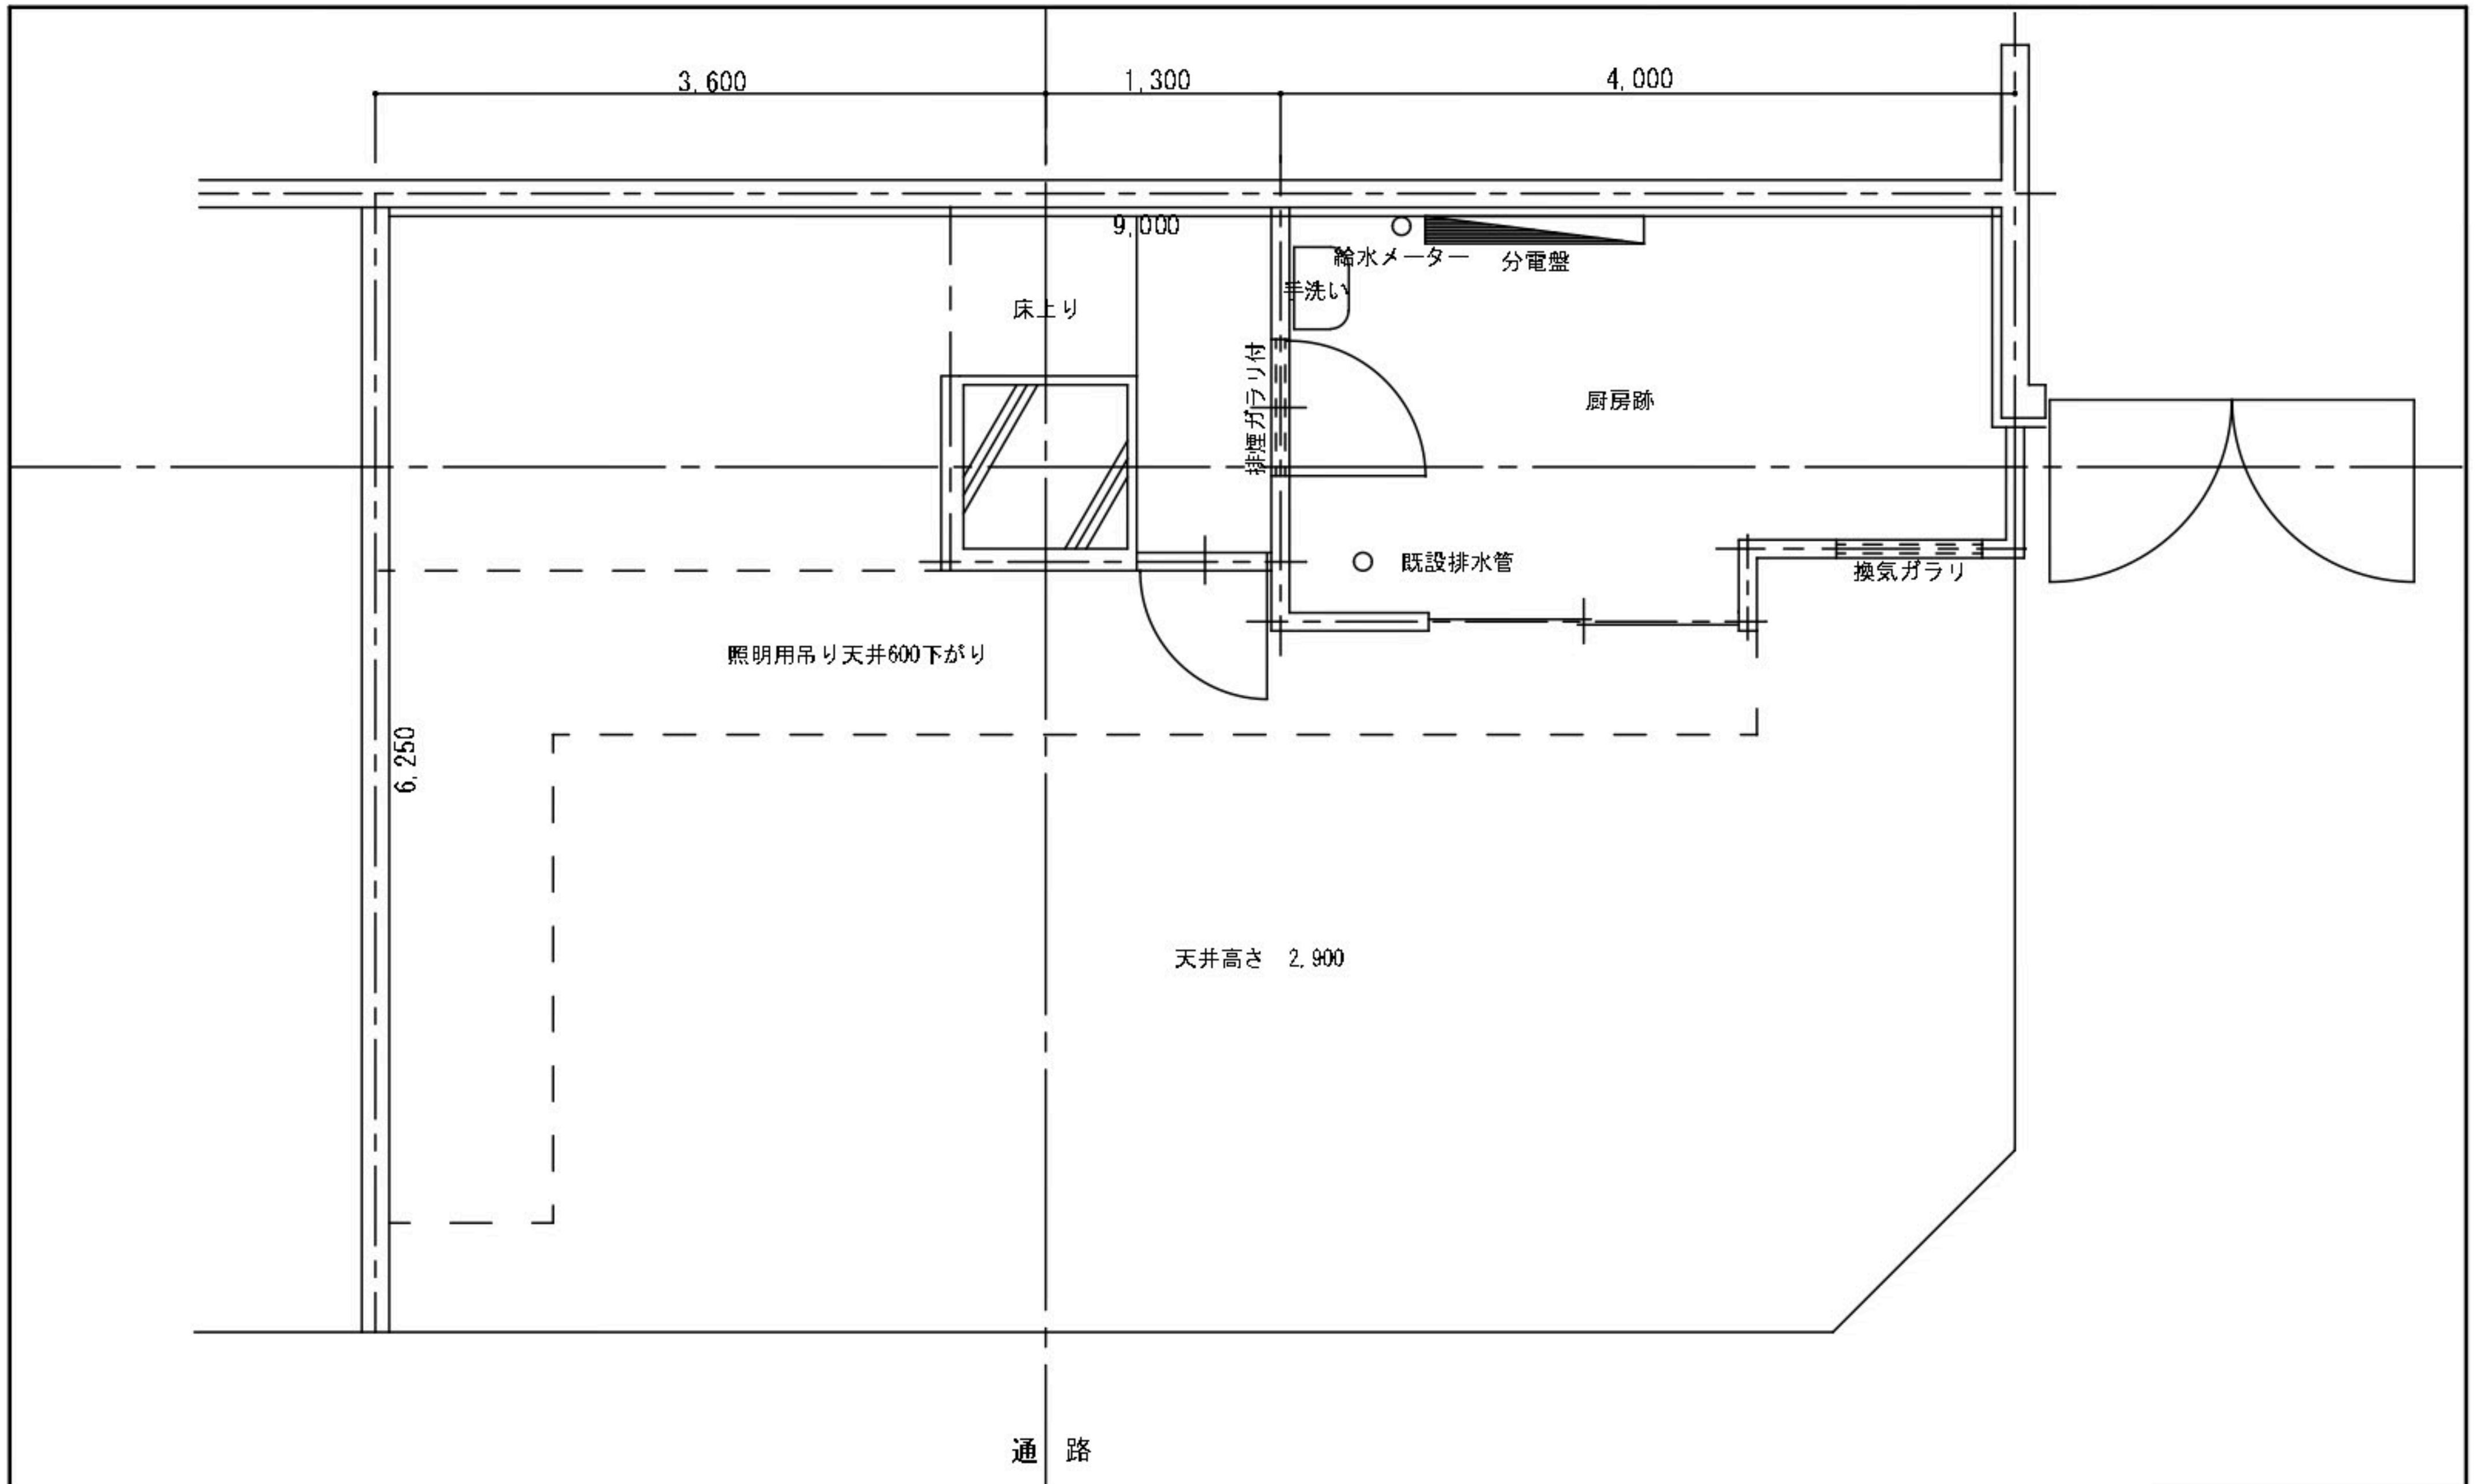 3,600
1,300
4,000
9,000
給水メーター
分電盤
手洗い
床上り
排煙ガラリ付
厨房跡
既設排水管
換気ガラリ
照明用吊り天井600下がり
6,250
天井高さ 2,900
通 路